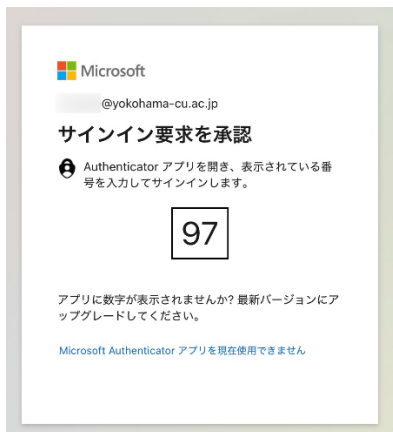 Microsoft
@yokohama-cu.ac.jp
サインイン要求を承認
Authenticator アプリを開き、表示されている番
号を入力してサインインします。
97
アプリに数字が表示されませんか? 最新バージョンにア
ップグレードしてください。
Microsoft Authenticator アプリを現在使用できません